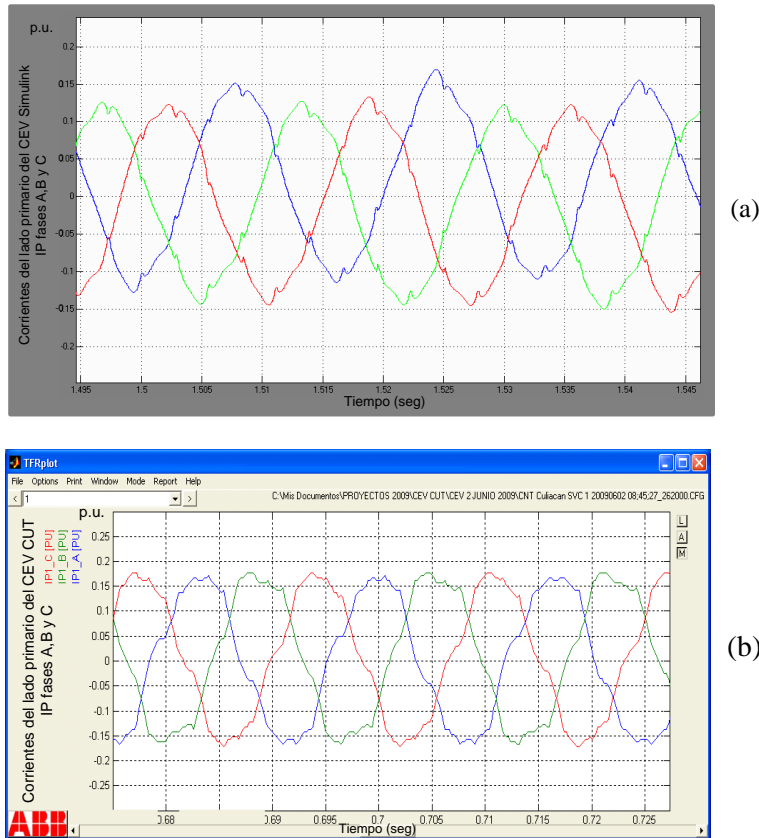 p.u.
Corrientes del lado primario del CEV Simulink
IP fases A,B y C
0.2
0.15
0.1
0.05
0
-0.05
-0.1
-0.15
-0.2
1.495
1.5
1.505
1.51
1.515
1.52
1.525
1.53
1.535
1.54
1.545
Tiempo (seg)
(a)
TFRplot
File Options Print Window Mode Report Help
< 1 >
C:\Mis Documentos\PROYECTOS 2009\CEV CUT\CEV 2 JUNIO 2009\CNT Culiacan SVC 1 20090602 08;45;27_262000.CFG
p.u.
Corrientes del lado primario del CEV CUT
IP fases A,B y C
IP1_C [PU]
IP1_B [PU]
IP1_A [PU]
L
A
M
0.25
0.2
0.15
0.1
0.05
0
-0.05
-0.1
-0.15
-0.2
-0.25
0.68
0.69
0.695
0.7
0.705
0.71
0.715
0.72
0.725
Tiempo (seg)
ABB
(b)